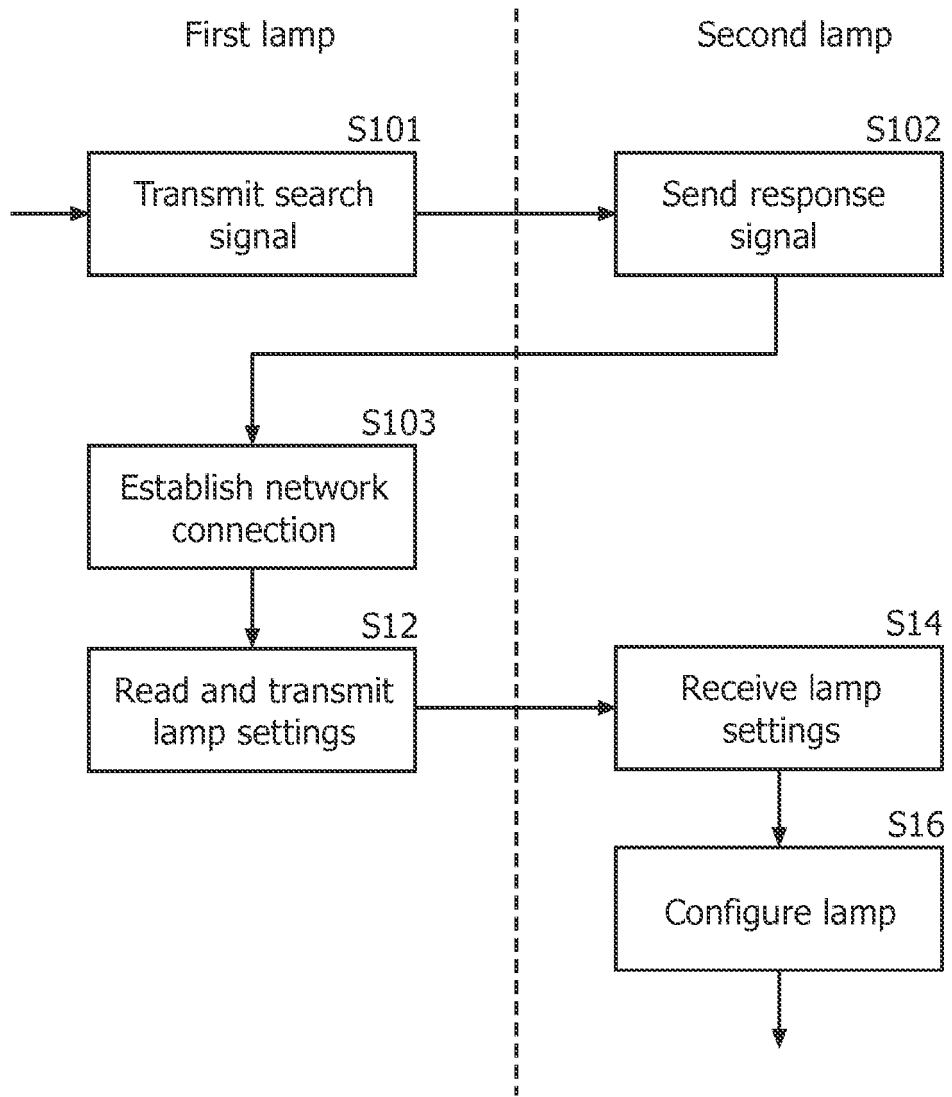 First lamp
Second lamp
S101
Transmit search
signal
S102
Send response
signal
S103
Establish network
connection
S12
Read and transmit
lamp settings
S14
Receive lamp
settings
S16
Configure lamp